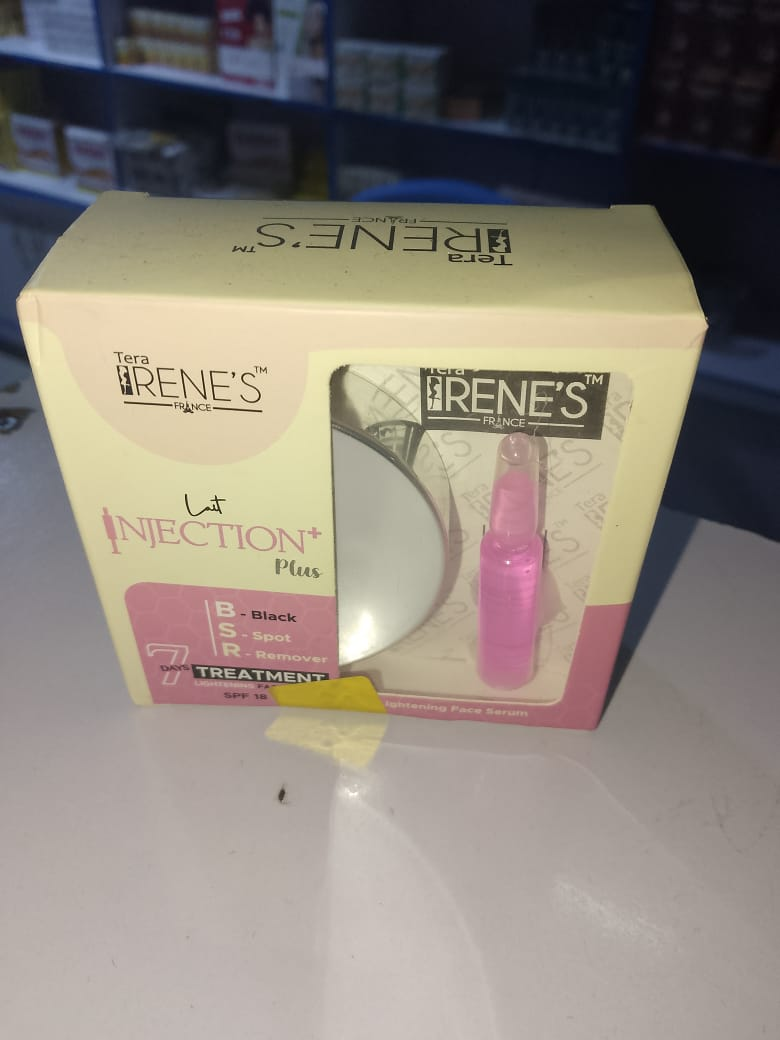 Tera
IRENE'S™
FRANCE
Tera
IRENE'S™
FRANCE
Tera
IRENE'S™
FRANCE
Lait
INJECTION+
Plus
B - Black
S - Spot
R - Remover
7 DAYS TREATMENT
LIGHTENING
SPF 18
Face Serum